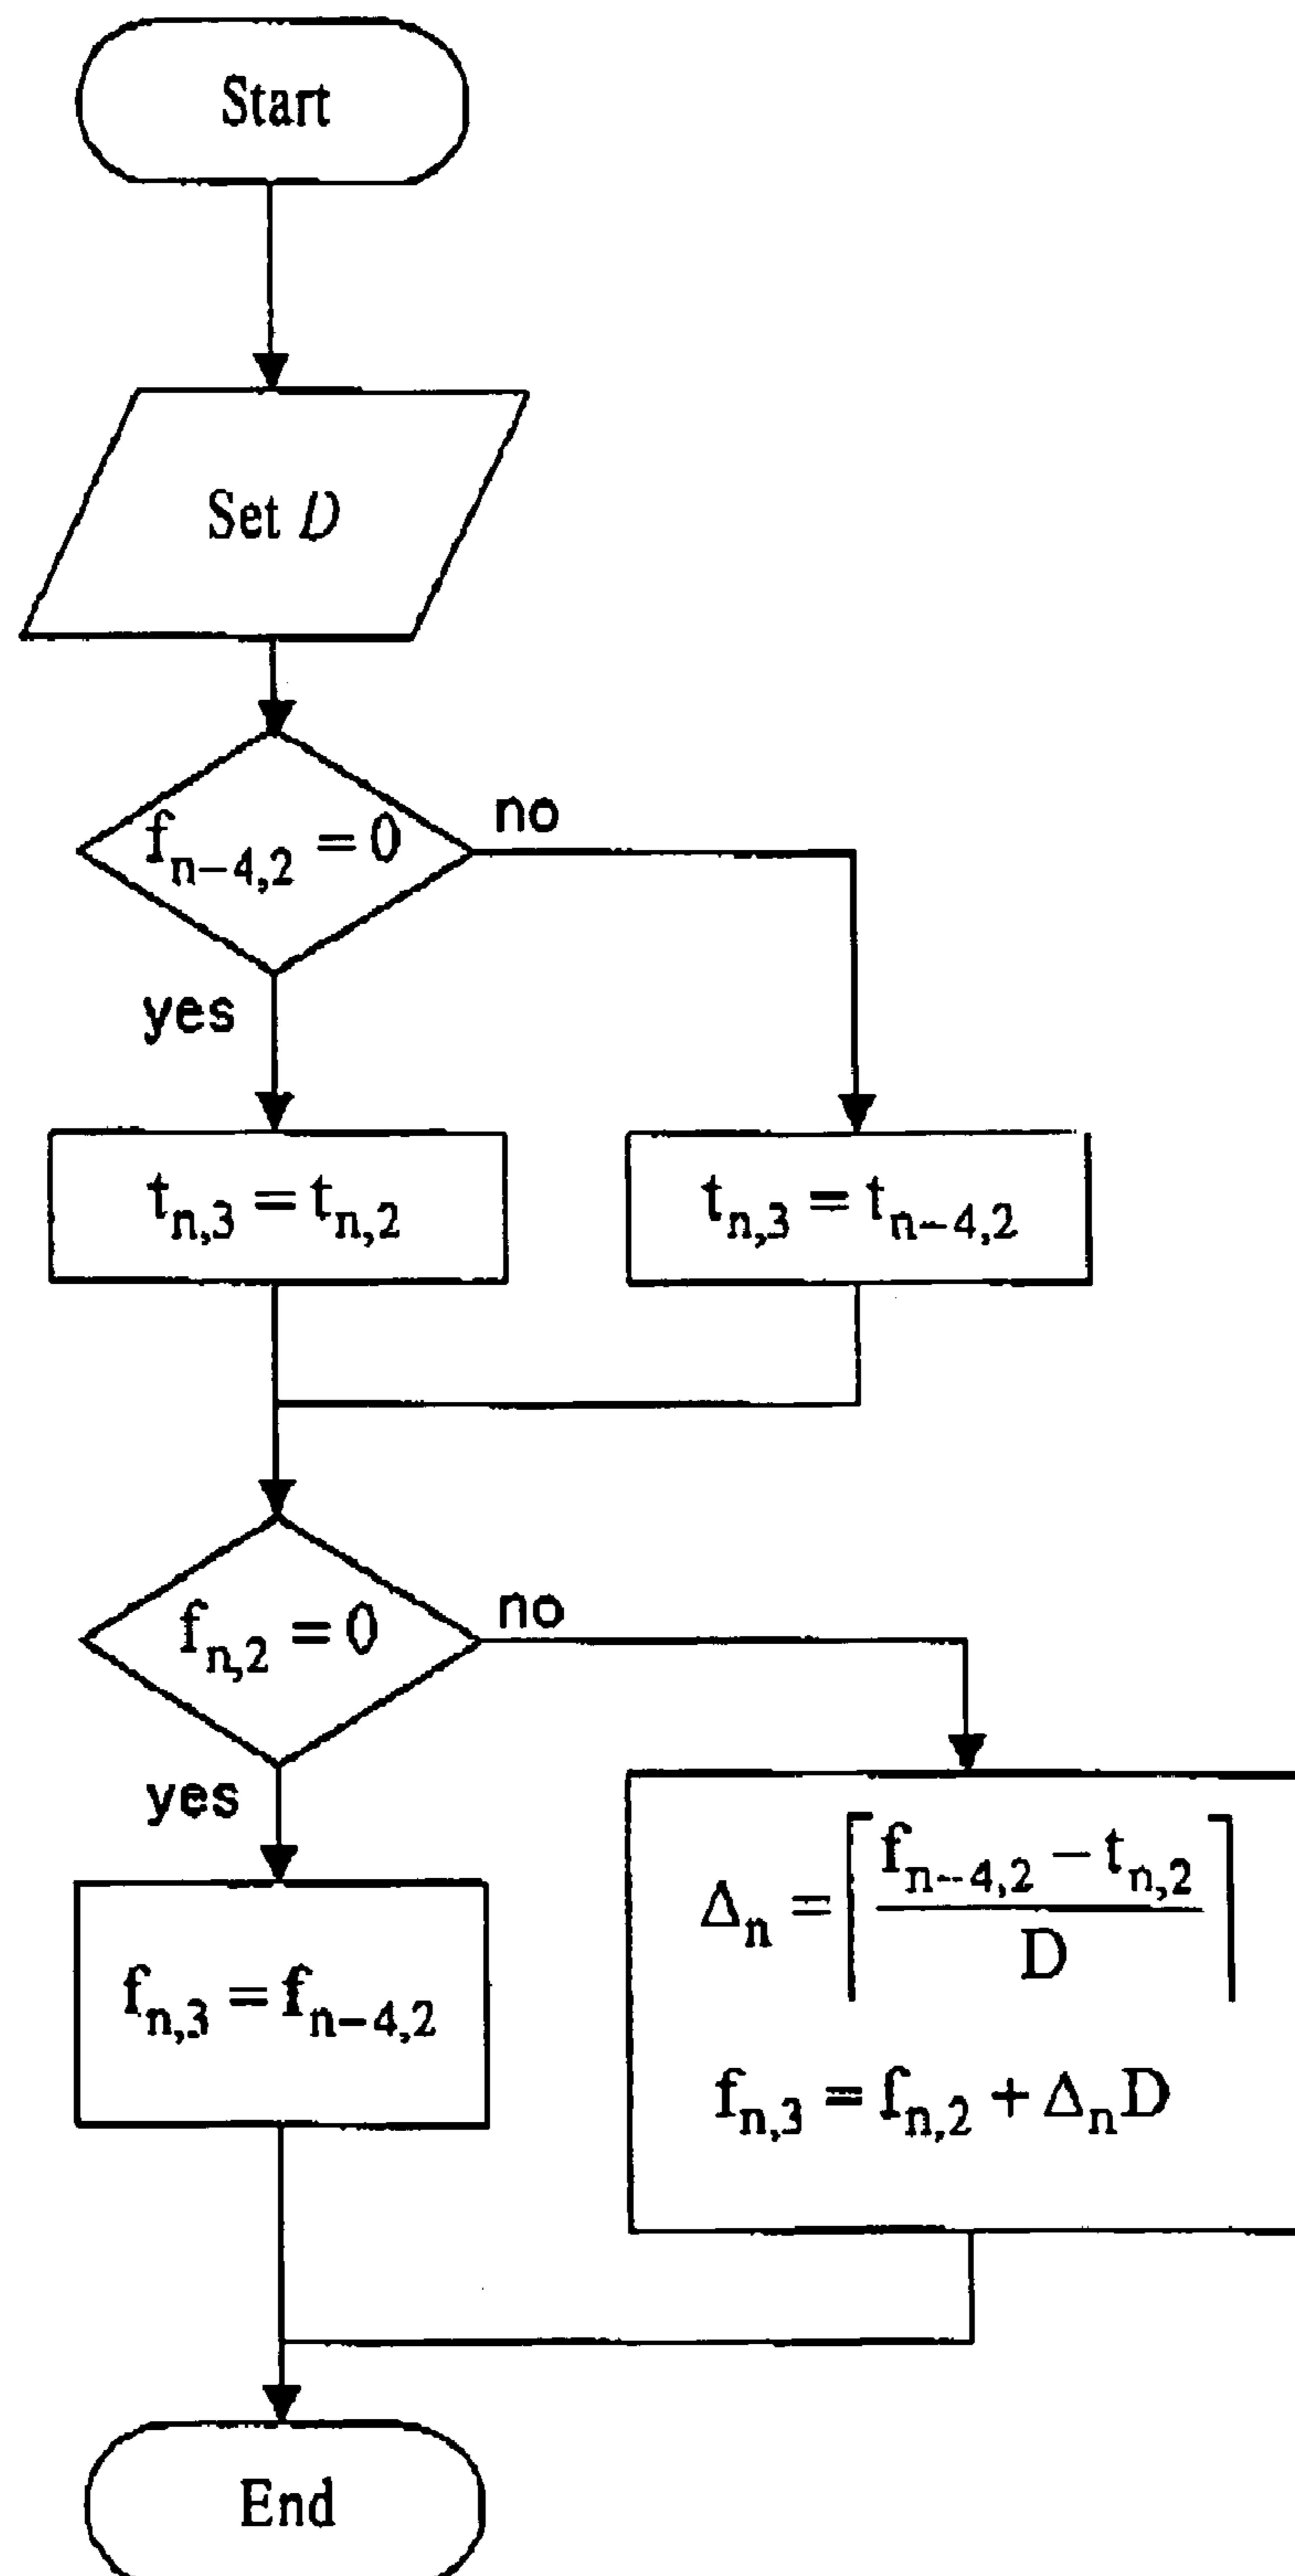 Start
Set D
f_{n-4,2} = 0
no
yes
t_{n,3} = t_{n,2}
t_{n,3} = t_{n-4,2}
f_{n,2} = 0
no
yes
f_{n,3} = f_{n-4,2}
Δ_n = ⌈(f_{n-4,2} - t_{n,2})/D⌉
f_{n,3} = f_{n,2} + Δ_n D
End